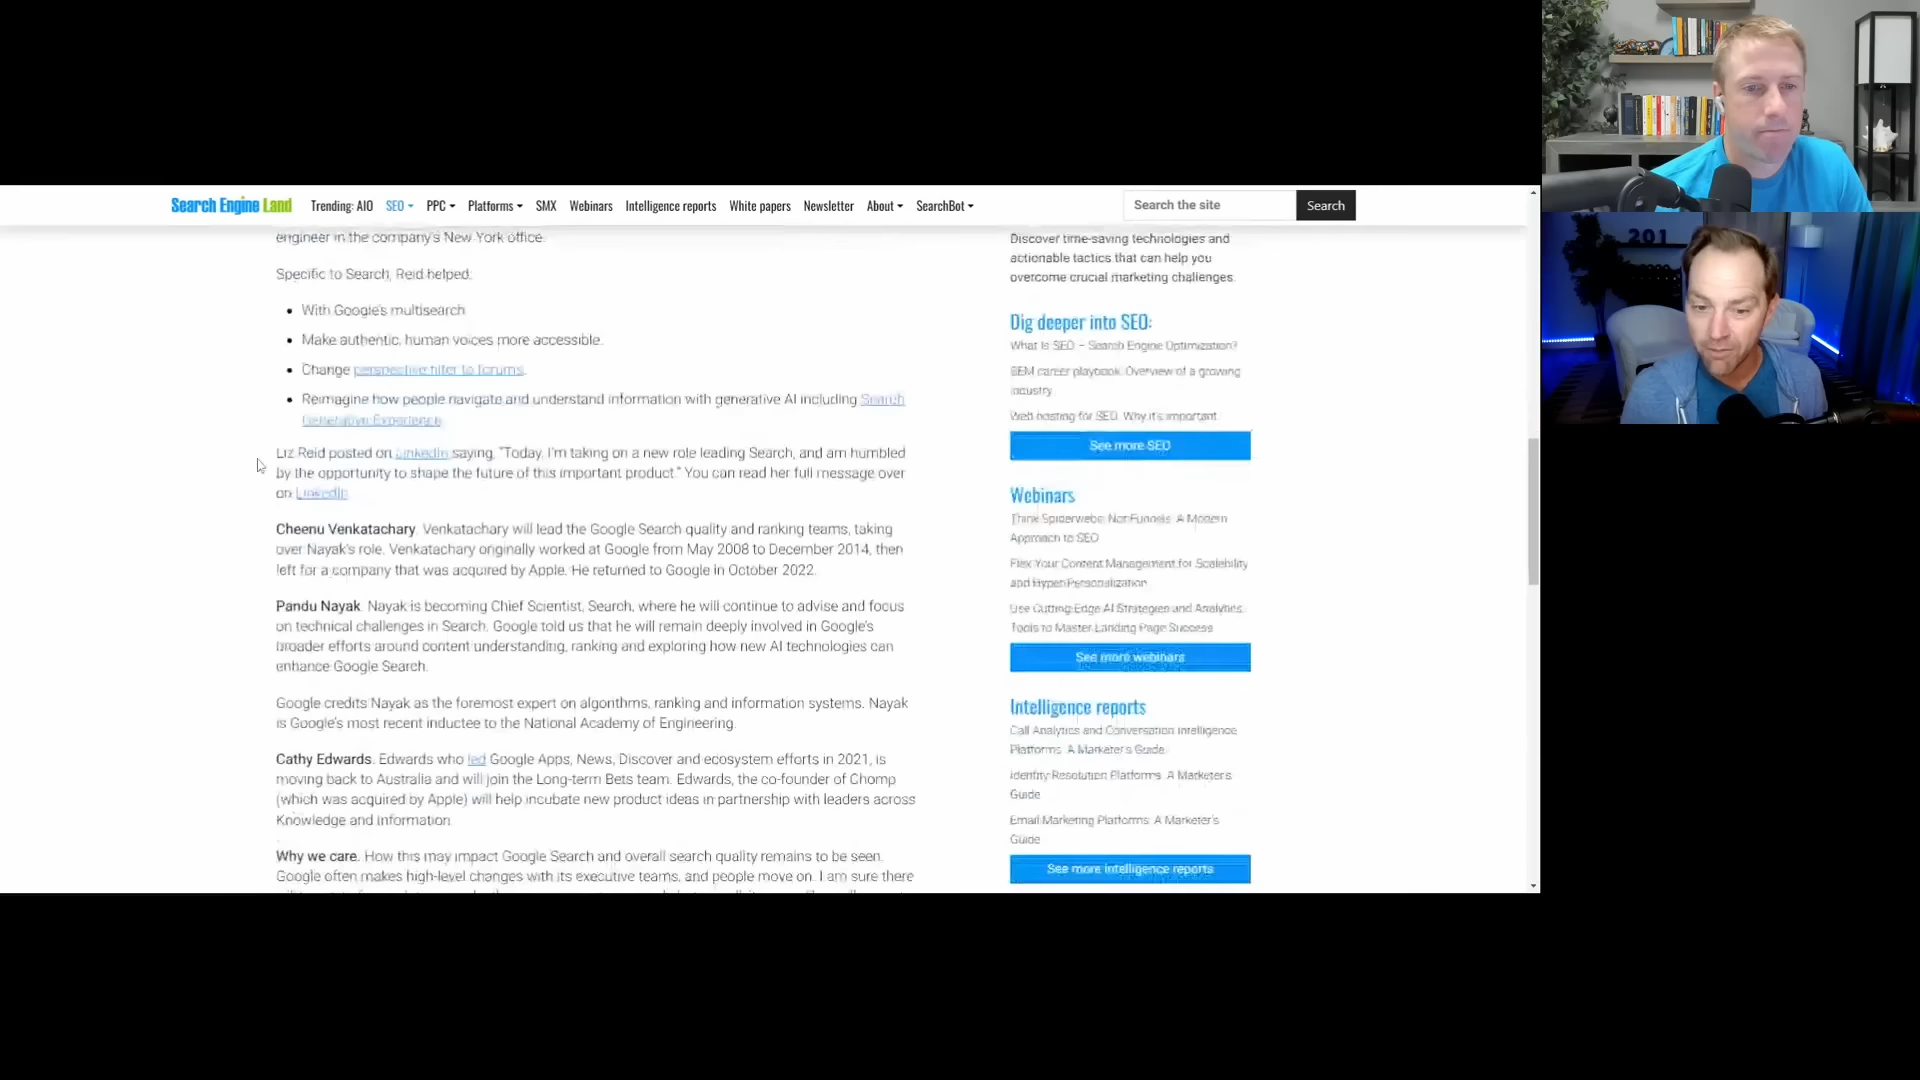 Search Engine Land
Trending: AIO SEO PPC Platforms SMX Webinars Intelligence reports White papers Newsletter About SearchBot
Search the site
Search
engineer in the company's New York office.
Specific to Search, Reid helped:
With Google's multisearch
Make authentic, human voices more accessible.
Change perspective filter to forums.
Reimagine how people navigate and understand information with generative AI including Search
Generative Experience
Liz Reid posted on LinkedIn saying, "Today, I'm taking on a new role leading Search, and am humbled
by the opportunity to shape the future of this important product." You can read her full message over
on LinkedIn
Cheenu Venkatachary. Venkatachary will lead the Google Search quality and ranking teams, taking
over Nayak's role. Venkatachary originally worked at Google from May 2008 to December 2014, then
left for a company that was acquired by Apple. He returned to Google in October 2022.
Pandu Nayak. Nayak is becoming Chief Scientist, Search, where he will continue to advise and focus
on technical challenges in Search. Google told us that he will remain deeply involved in Google's
broader efforts around content understanding, ranking and exploring how new AI technologies can
enhance Google Search.
Google credits Nayak as the foremost expert on algorithms, ranking and information systems. Nayak
is Google's most recent inductee to the National Academy of Engineering.
Cathy Edwards. Edwards who led Google Apps, News, Discover and ecosystem efforts in 2021, is
moving back to Australia and will join the Long-term Bets team. Edwards, the co-founder of Chomp
(which was acquired by Apple) will help incubate new product ideas in partnership with leaders across
Knowledge and Information.
Why we care. How this may impact Google Search and overall search quality remains to be seen.
Google often makes high-level changes with its executive teams, and people move on. I am sure there
Discover time-saving technologies and
actionable tactics that can help you
overcome crucial marketing challenges.
Dig deeper into SEO:
What Is SEO – Search Engine Optimization?
SEM career playbook: Overview of a growing
industry
Web hosting for SEO: Why it's important
See more SEO
Webinars
Think Spiderwebs, Not Funnels: A Modern
Approach to SEO
Flex Your Content Management for Scalability
and Hyper-Personalization
Use Cutting-Edge AI Strategies and Analytics
Tools to Master Landing Page Success
See more webinars
Intelligence reports
Call Analytics and Conversation Intelligence
Platforms: A Marketer's Guide
Identity Resolution Platforms: A Marketer's
Guide
Email Marketing Platforms: A Marketer's
Guide
See more intelligence reports
201